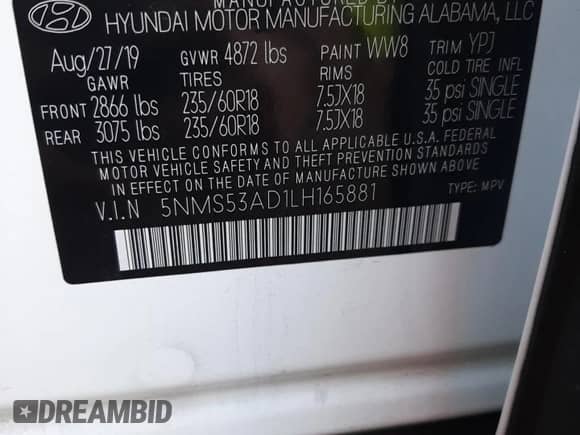 MANUFACTURED BY
HYUNDAI MOTOR MANUFACTURING ALABAMA, LLC
Aug/27/19 GVWR 4872 lbs PAINT WW8 TRIM YPJ
GAWR TIRES RIMS COLD TIRE INFL
FRONT 2866 lbs 235/60R18 7.5JX18 35 psi SINGLE
REAR 3075 lbs 235/60R18 7.5JX18 35 psi SINGLE
THIS VEHICLE CONFORMS TO ALL APPLICABLE U.S.A. FEDERAL
MOTOR VEHICLE SAFETY AND THEFT PREVENTION STANDARDS
IN EFFECT ON THE DATE OF MANUFACTURE SHOWN ABOVE.
V.I.N 5NMS53AD1LH165881 TYPE: MPV
DREAMBID